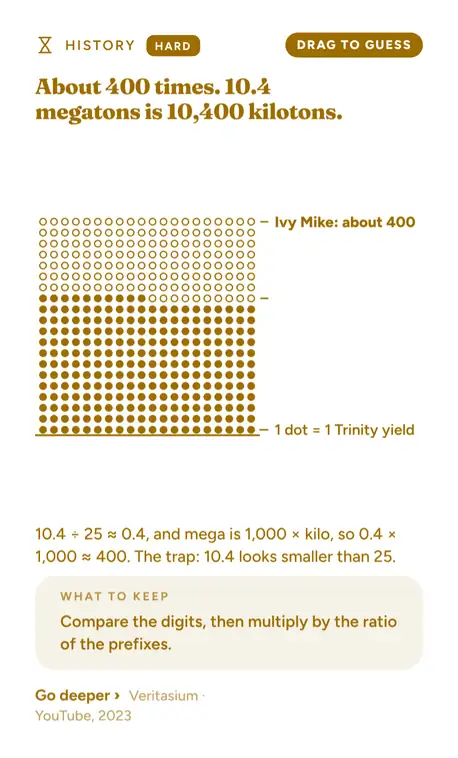 HISTORY
HARD
DRAG TO GUESS
About 400 times. 10.4
megatons is 10,400 kilotons.
Ivy Mike: about 400
1 dot = 1 Trinity yield
10.4 ÷ 25 ≈ 0.4, and mega is 1,000 × kilo, so 0.4 ×
1,000 ≈ 400. The trap: 10.4 looks smaller than 25.
WHAT TO KEEP
Compare the digits, then multiply by the ratio
of the prefixes.
Go deeper › Veritasium ·
YouTube, 2023